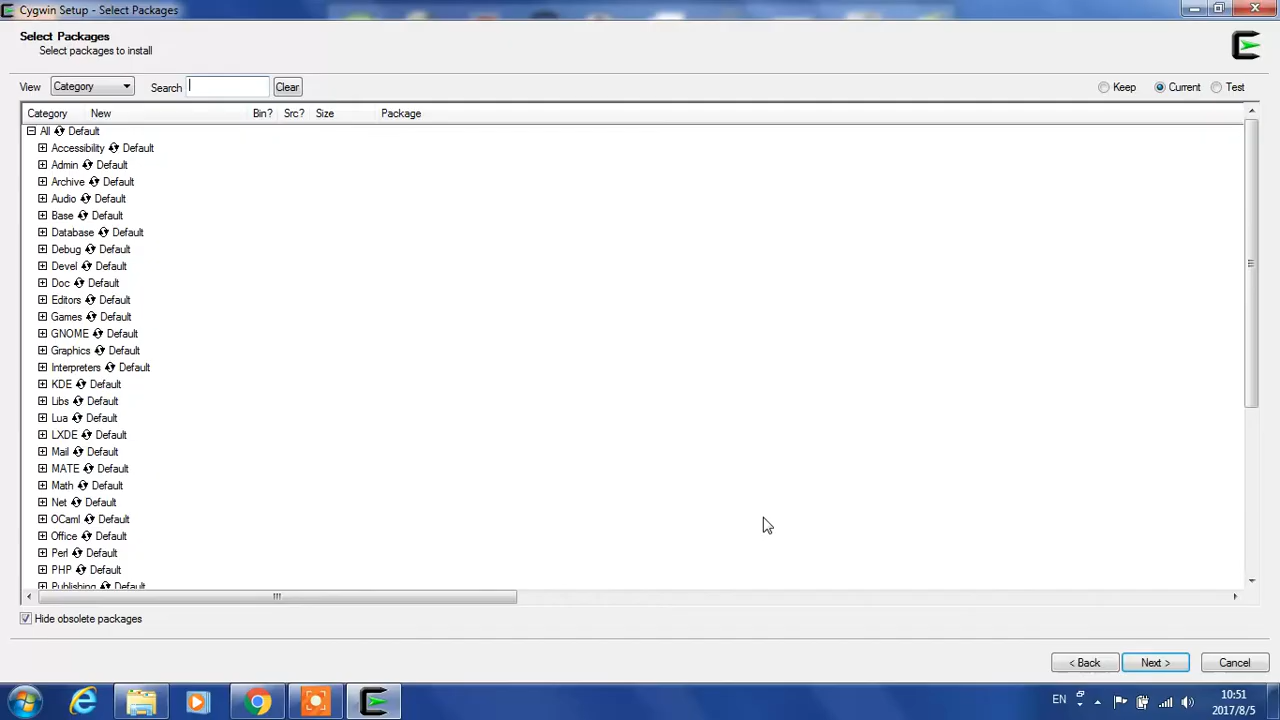 Cygwin Setup - Select Packages
Select Packages
Select packages to install
View Category Search Clear Keep Current Test
Category New Bin? Src? Size Package
All Default
Accessibility Default
Admin Default
Archive Default
Audio Default
Base Default
Database Default
Debug Default
Devel Default
Doc Default
Editors Default
Games Default
GNOME Default
Graphics Default
Interpreters Default
KDE Default
Libs Default
Lua Default
LXDE Default
Mail Default
MATE Default
Math Default
Net Default
OCaml Default
Office Default
Perl Default
PHP Default
Publishing Default
Hide obsolete packages
< Back Next > Cancel
EN 10:51
2017/8/5